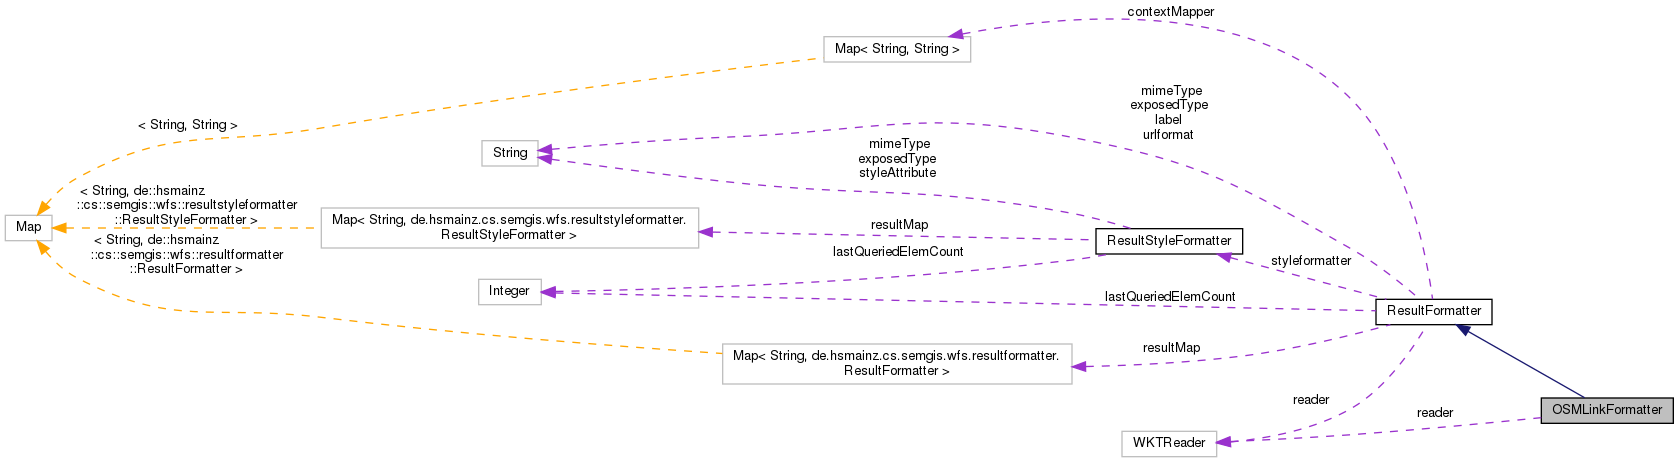 contextMapper
Map< String, String >
mimeType
exposedType
label
urlformat
< String, String >
String
mimeType
exposedType
styleAttribute
< String, de::hsmainz
::cs::semgis::wfs::resultstyleformatter
::ResultStyleFormatter >
Map
Map< String, de.hsmainz.cs.semgis.wfs.resultstyleformatter.
ResultStyleFormatter >
resultMap
ResultStyleFormatter
< String, de::hsmainz
::cs::semgis::wfs::resultformatter
::ResultFormatter >
lastQueriedElemCount
styleformatter
Integer
lastQueriedElemCount
ResultFormatter
Map< String, de.hsmainz.cs.semgis.wfs.resultformatter.
ResultFormatter >
resultMap
reader
reader
OSMLinkFormatter
WKTReader